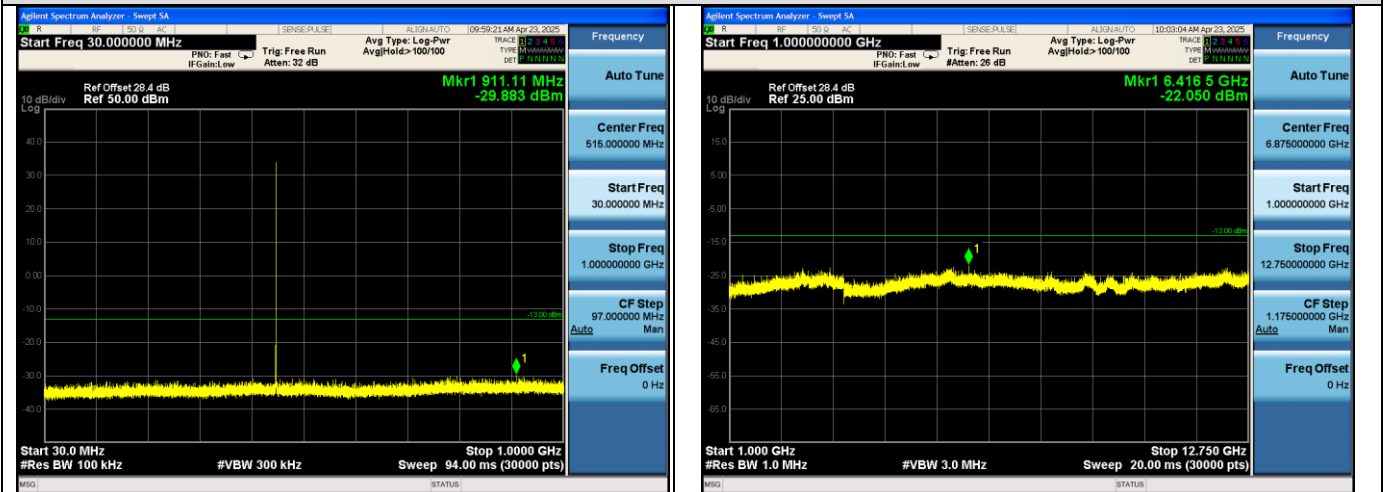 Agilent Spectrum Analyzer - Swept SA
R RF 50 Ω AC SENSE:PULSE ALIGN AUTO 09:59:21 AM Apr 23, 2025
Start Freq 30.000000 MHz
PNO: Fast
IFGain:Low
Trig: Free Run
Atten: 32 dB
Avg Type: Log-Pwr
Avg|Hold:>100/100
TRACE 1 2 3 4 5 6
TYPE M
DET P N N N N N
Ref Offset 28.4 dB
Ref 50.00 dBm
10 dB/div
Log
Mkr1 911.11 MHz
-29.883 dBm
40.0
30.0
20.0
10.0
0.00
-10.0
-20.0
-30.0
-40.0
-13.00 dBm
1
Start 30.0 MHz
Stop 1.0000 GHz
#Res BW 100 kHz
#VBW 300 kHz
Sweep 94.00 ms (30000 pts)
MSG
STATUS
Frequency
Auto Tune
Center Freq
515.000000 MHz
Start Freq
30.000000 MHz
Stop Freq
1.000000000 GHz
CF Step
97.000000 MHz
Auto Man
Freq Offset
0 Hz
Agilent Spectrum Analyzer - Swept SA
R RF 50 Ω AC SENSE:PULSE ALIGN AUTO 10:03:04 AM Apr 23, 2025
Start Freq 1.000000000 GHz
PNO: Fast
IFGain:Low
Trig: Free Run
#Atten: 26 dB
Avg Type: Log-Pwr
Avg|Hold:>100/100
TRACE 1 2 3 4 5 6
TYPE M
DET P N N N N N
Ref Offset 28.4 dB
Ref 25.00 dBm
10 dB/div
Log
Mkr1 6.416 5 GHz
-22.050 dBm
15.0
5.00
-5.00
-15.0
-25.0
-35.0
-45.0
-55.0
-65.0
-13.00 dBm
1
Start 1.000 GHz
Stop 12.750 GHz
#Res BW 1.0 MHz
#VBW 3.0 MHz
Sweep 20.00 ms (30000 pts)
MSG
STATUS
Frequency
Auto Tune
Center Freq
6.875000000 GHz
Start Freq
1.000000000 GHz
Stop Freq
12.750000000 GHz
CF Step
1.175000000 GHz
Auto Man
Freq Offset
0 Hz